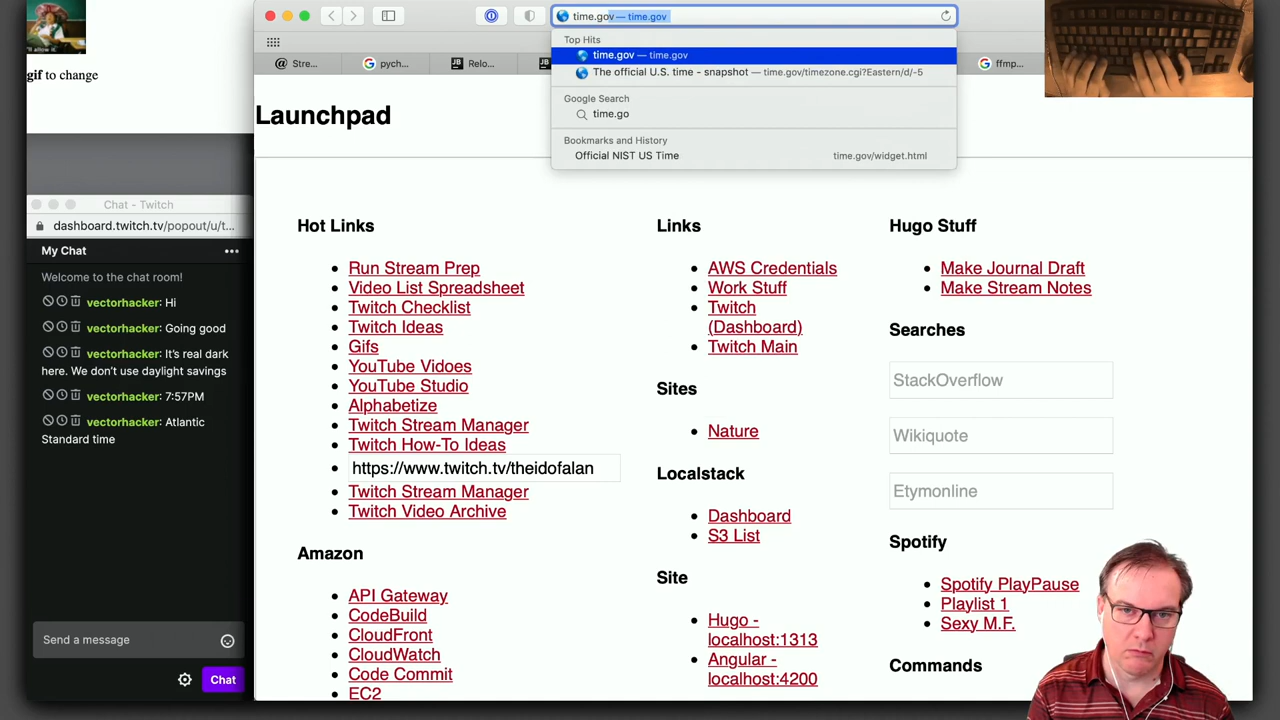 "ll allow it.
gif to change
time.gov — time.gov
Top Hits
time.gov — time.gov
The official U.S. time - snapshot — time.gov/timezone.cgi?Eastern/d/-5
Google Search
time.go
Bookmarks and History
Official NIST US Time
time.gov/widget.html
Stre...
pych...
Relo...
ffmp...
Launchpad
Chat - Twitch
dashboard.twitch.tv/popout/u/t...
My Chat
Welcome to the chat room!
vectorhacker: Hi
vectorhacker: Going good
vectorhacker: It's real dark
here. We don't use daylight savings
vectorhacker: 7:57PM
vectorhacker: Atlantic
Standard time
Send a message
Chat
Hot Links
Run Stream Prep
Video List Spreadsheet
Twitch Checklist
Twitch Ideas
Gifs
YouTube Vidoes
YouTube Studio
Alphabetize
Twitch Stream Manager
Twitch How-To Ideas
https://www.twitch.tv/theidofalan
Twitch Stream Manager
Twitch Video Archive
Amazon
API Gateway
CodeBuild
CloudFront
CloudWatch
Code Commit
EC2
Links
AWS Credentials
Work Stuff
Twitch
(Dashboard)
Twitch Main
Sites
Nature
Localstack
Dashboard
S3 List
Site
Hugo -
localhost:1313
Angular -
localhost:4200
Hugo Stuff
Make Journal Draft
Make Stream Notes
Searches
StackOverflow
Wikiquote
Etymonline
Spotify
Spotify PlayPause
Playlist 1
Sexy M.F.
Commands